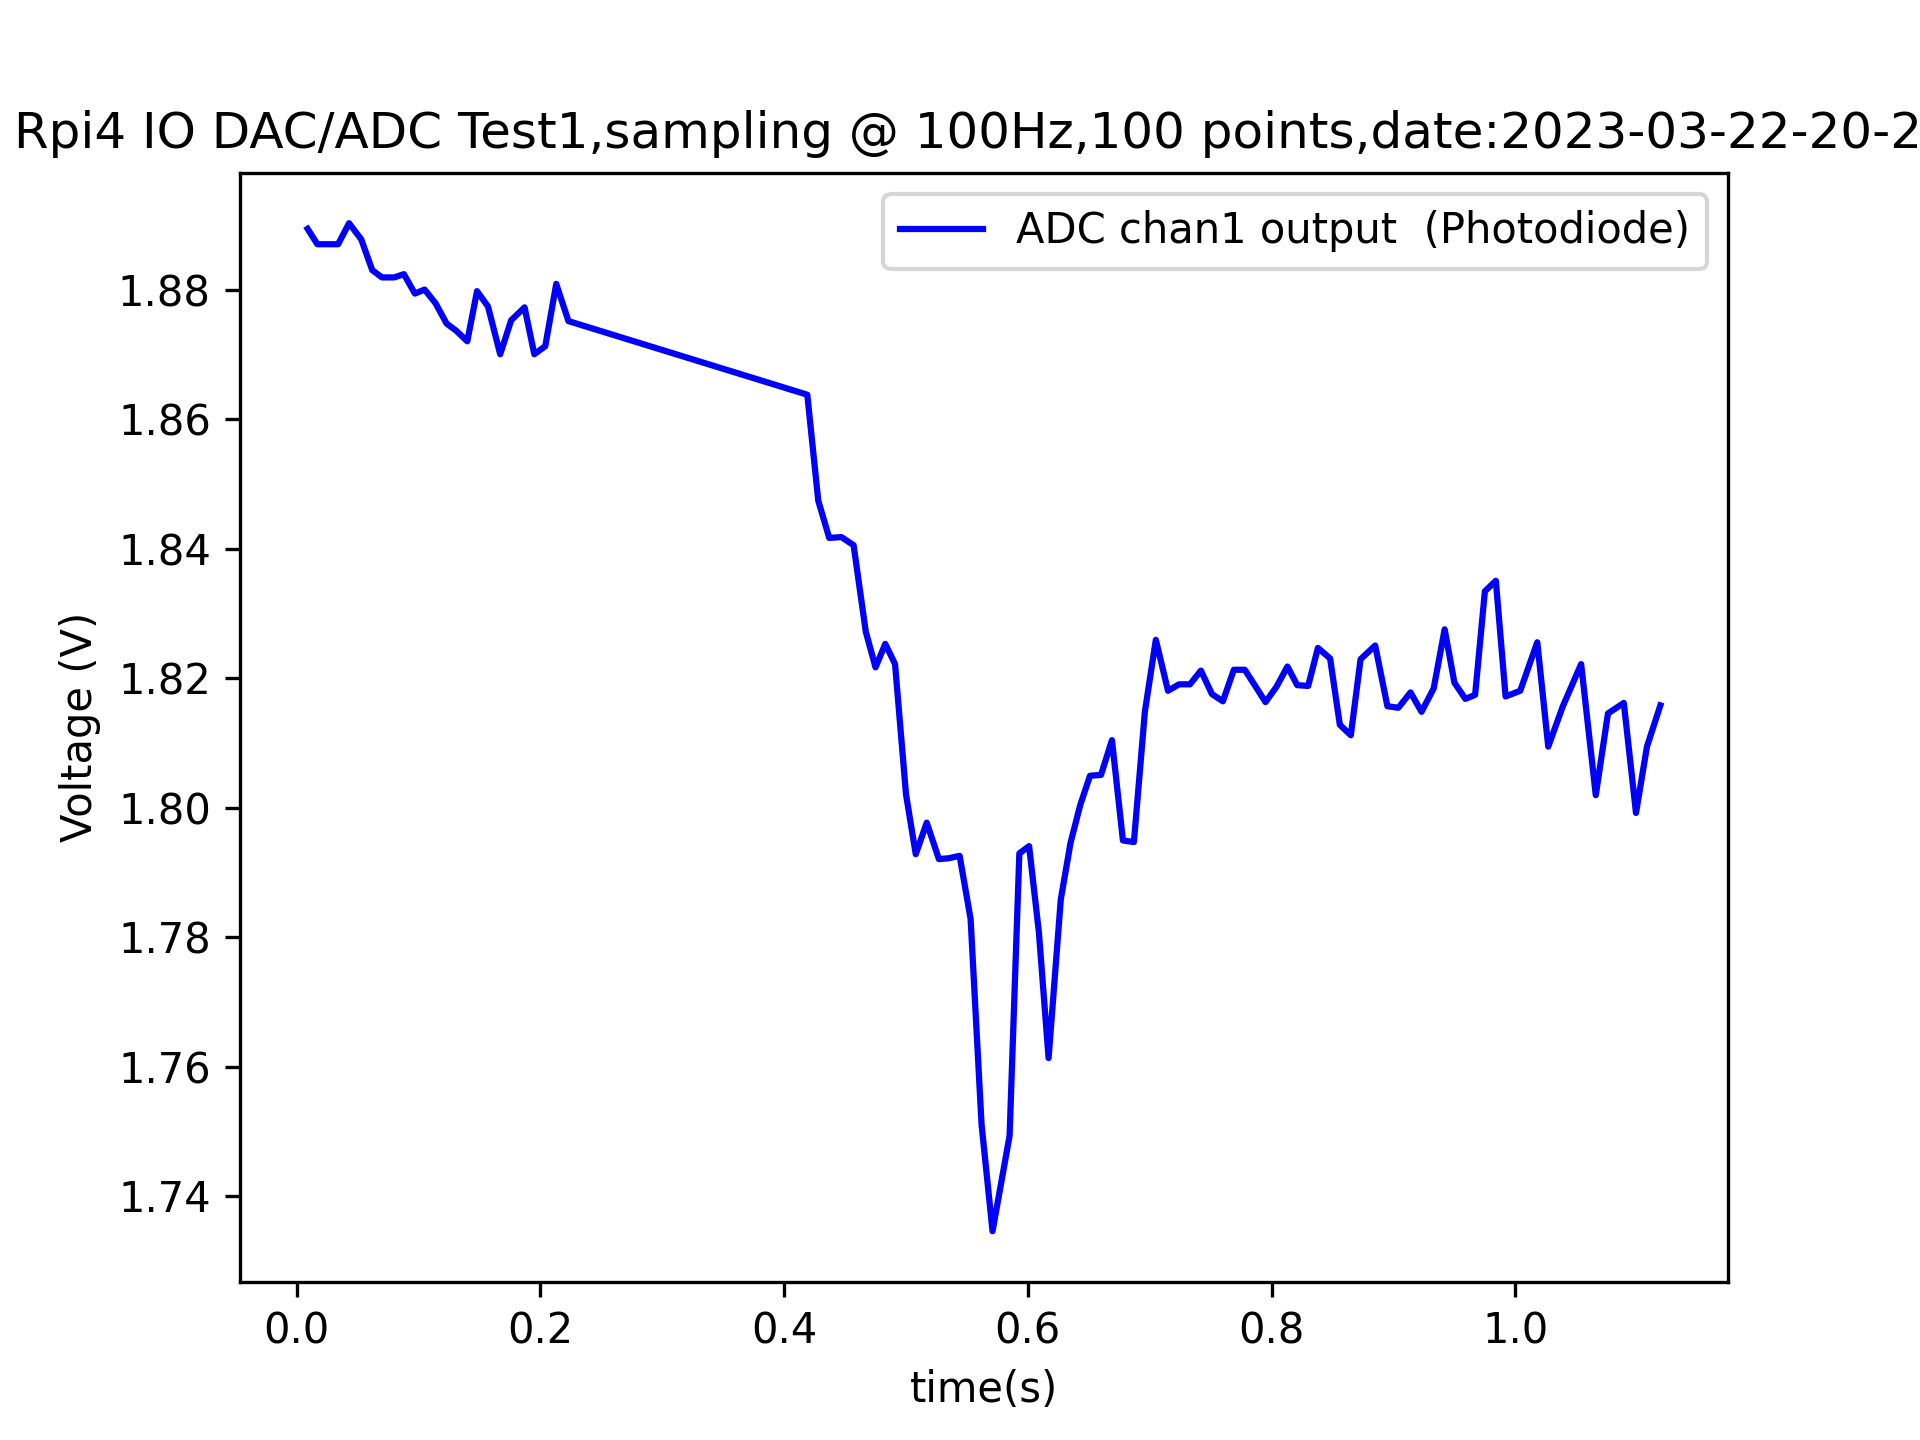 Rpi4 IO DAC/ADC Test1,sampling @ 100Hz,100 points,date:2023-03-22-20-2
ADC chan1 output  (Photodiode)
1.88
1.86
1.84
1.82
1.80
1.78
1.76
1.74
Voltage (V)
0.0 0.2 0.4 0.6 0.8 1.0
time(s)